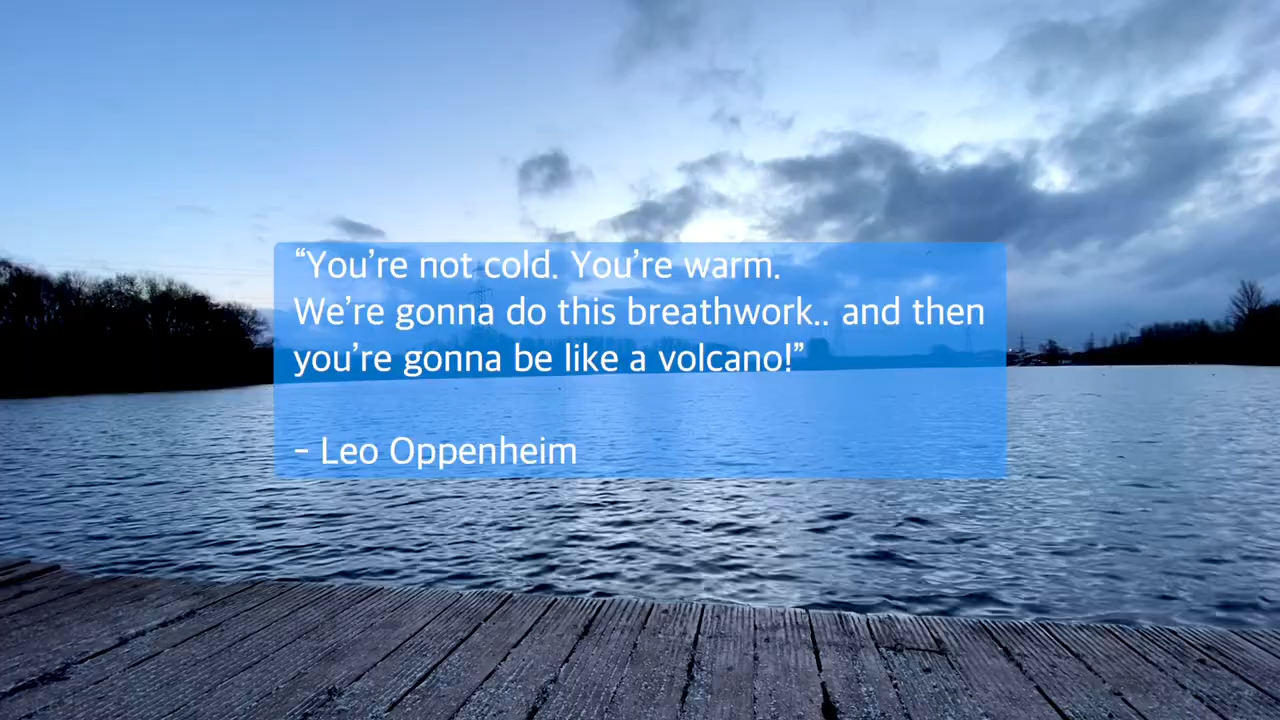 “You’re not cold. You’re warm.
We’re gonna do this breathwork.. and then
you’re gonna be like a volcano!”
– Leo Oppenheim